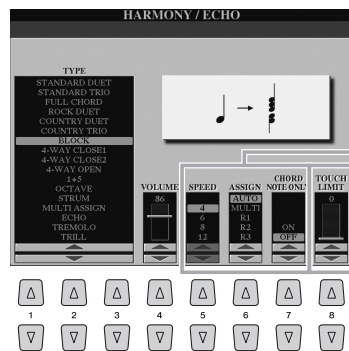 HARMONY / ECHO
TYPE
STANDARD DUET
STANDARD TRIO
FULL CHORD
ROCK DUET
COUNTRY DUET
COUNTRY TRIO
BLOCK
4-WAY CLOSE1
4-WAY CLOSE2
4-WAY OPEN
1+5
OCTAVE
STRUM
MULTI ASSIGN
ECHO
TREMOLO
TRILL
VOLUME
86
SPEED
4
6
8
12
ASSIGN
AUTO
MULTI
R1
R2
R3
CHORD
NOTE ONLY
ON
OFF
TOUCH
LIMIT
0
1 2 3 4 5 6 7 8